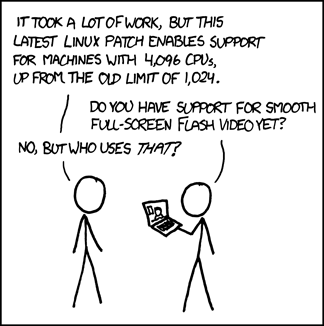 IT TOOK A LOT OF WORK, BUT THIS
LATEST LINUX PATCH ENABLES SUPPORT
FOR MACHINES WITH 4,096 CPUs,
UP FROM THE OLD LIMIT OF 1,024.
DO YOU HAVE SUPPORT FOR SMOOTH
FULL-SCREEN FLASH VIDEO YET?
NO, BUT WHO USES THAT?